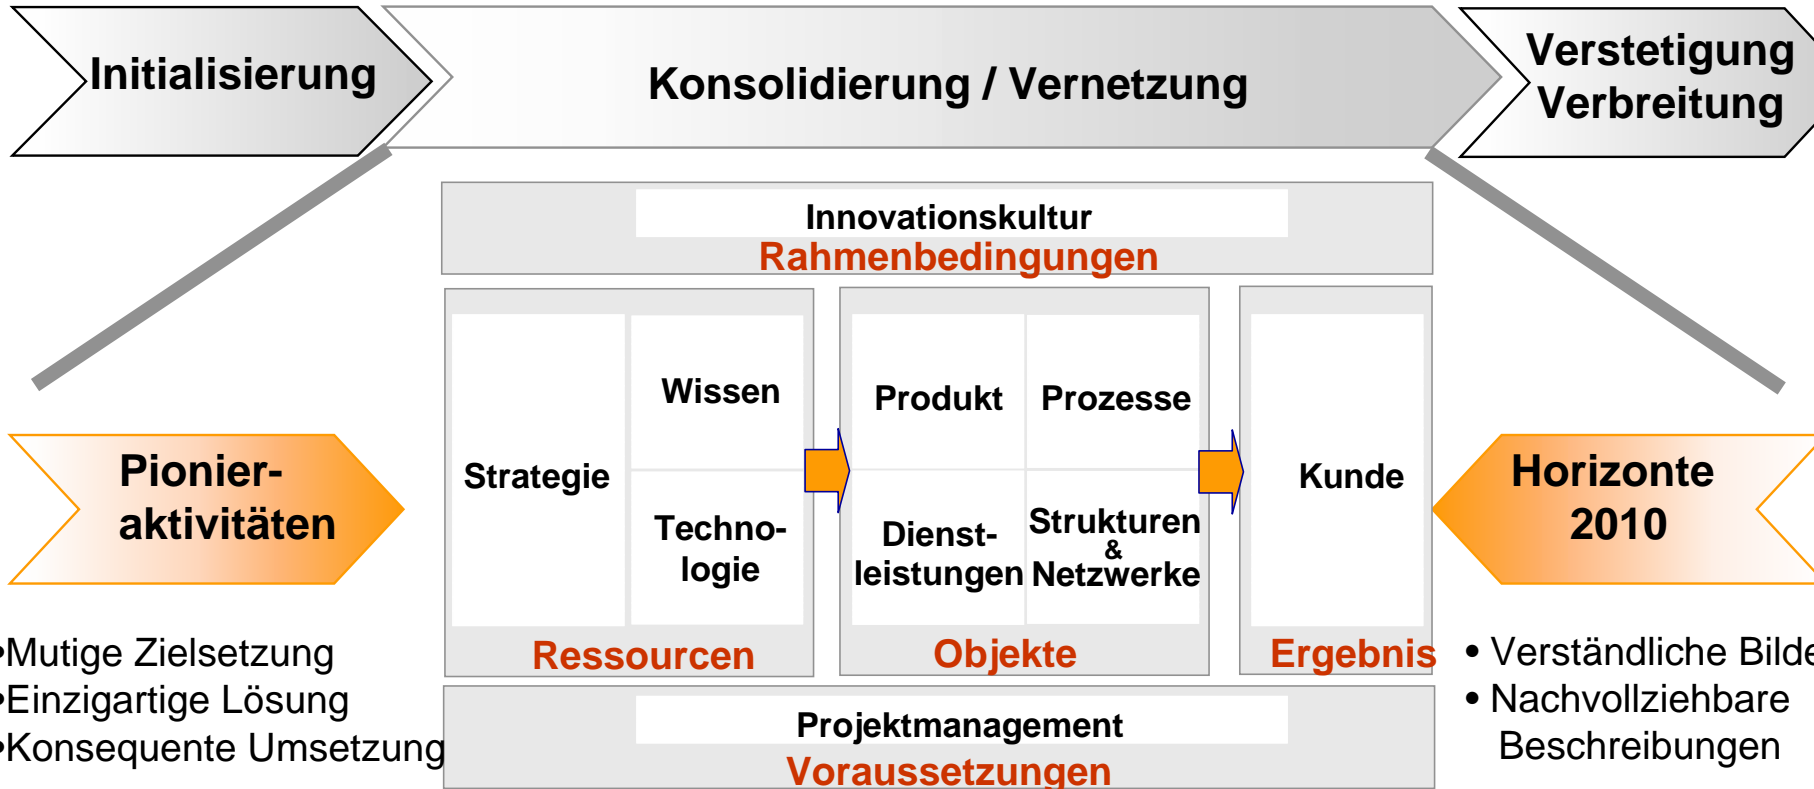 Initialisierung
Konsolidierung / Vernetzung
Verstetigung
Verbreitung
Innovationskultur
Rahmenbedingungen
Pionier-
aktivitäten
•Mutige Zielsetzung
•Einzigartige Lösung
•Konsequente Umsetzung
Strategie
Wissen
Techno-
logie
Ressourcen
Produkt
Prozesse
Dienst-
leistungen
Strukturen
&
Netzwerke
Objekte
Kunde
Ergebnis
Horizonte
2010
• Verständliche Bilde
• Nachvollziehbare
Beschreibungen
Projektmanagement
Voraussetzungen